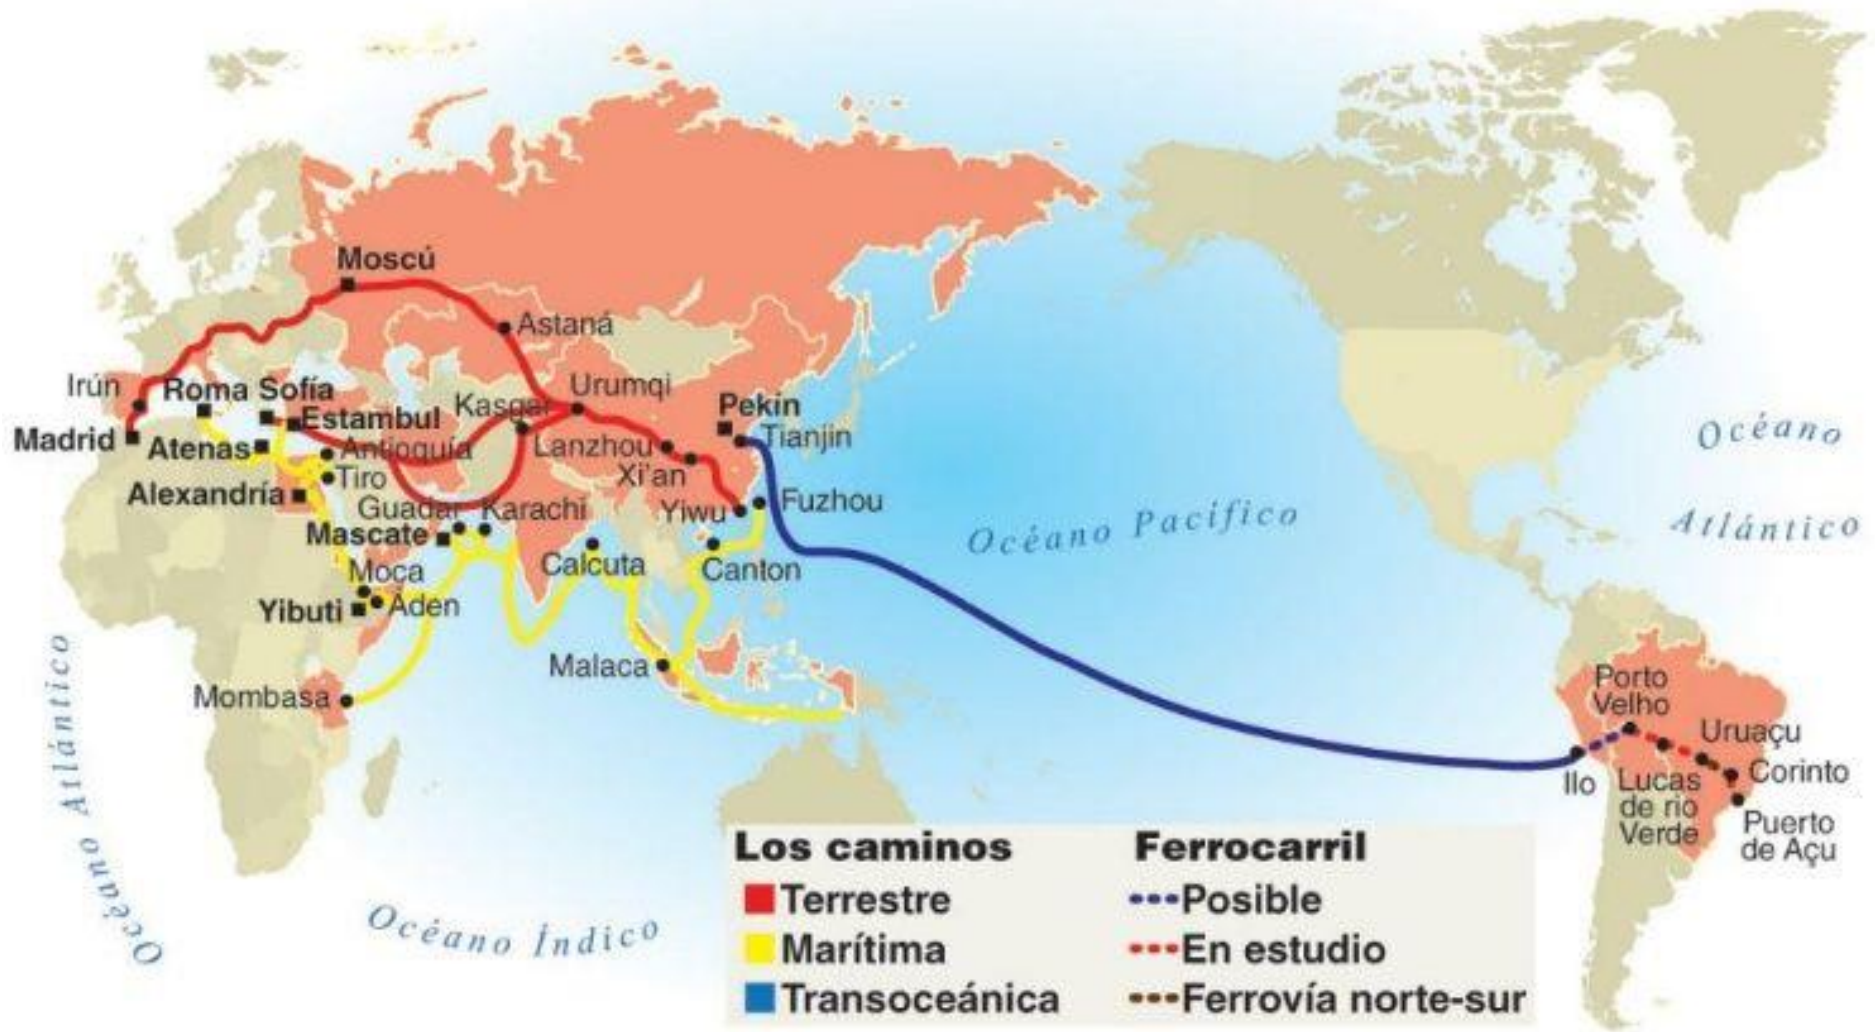 Moscú
Astaná
Irún
Roma
Sofía
Kasgar
Urumqi
Pekín
Estambul
Madrid
Atenas
Antioquía
Lanzhou
Tianjin
Tiro
Xi'an
Alexandría
Guadar
Karachi
Yiwu
Fuzhou
Mascate
Calcuta
Canton
Moca
Yibuti
Áden
Malaca
Mombasa
Océano Atlántico
Océano Índico
Océano Pacífico
Océano
Atlántico
Porto
Velho
Uruaçu
Ilo
Lucas
de rio
Verde
Corinto
Puerto
de Açu
Los caminos
Terrestre
Marítima
Transoceánica
Ferrocarril
Posible
En estudio
Ferrovía norte-sur